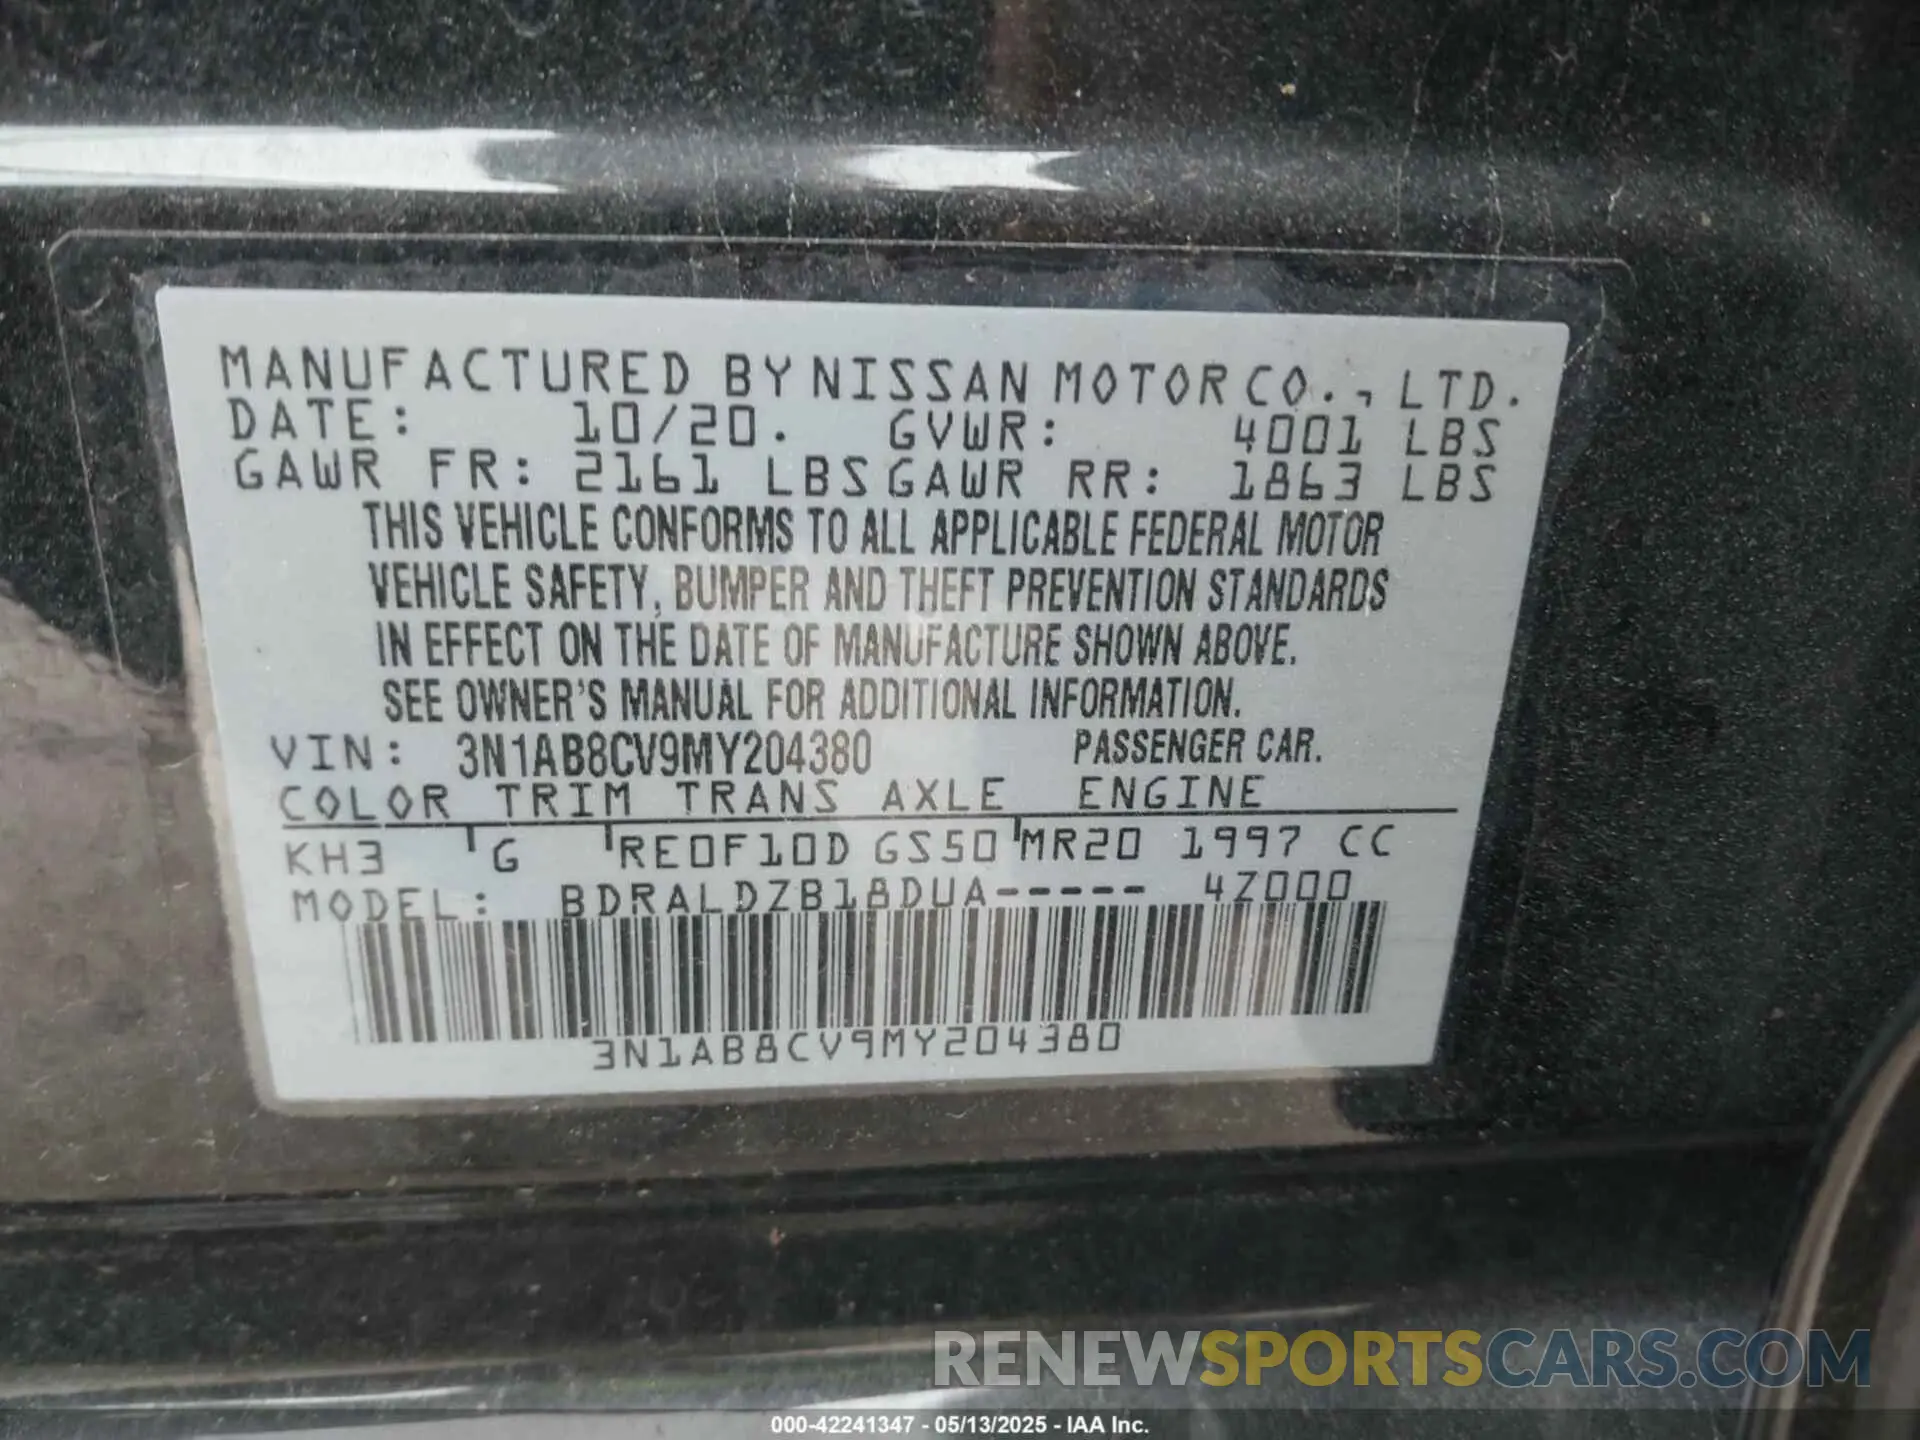 MANUFACTURED BY NISSAN MOTOR CO., LTD.
DATE: 10/20. GVWR: 4001 LBS
GAWR FR: 2161 LBS GAWR RR: 1863 LBS
THIS VEHICLE CONFORMS TO ALL APPLICABLE FEDERAL MOTOR
VEHICLE SAFETY, BUMPER AND THEFT PREVENTION STANDARDS
IN EFFECT ON THE DATE OF MANUFACTURE SHOWN ABOVE.
SEE OWNER'S MANUAL FOR ADDITIONAL INFORMATION.
VIN: 3N1AB8CV9MY204380 PASSENGER CAR.
COLOR TRIM TRANS AXLE ENGINE
KH3 G RE0F10D GS50 MR20 1997 CC
MODEL: BDRALDZB18DUA----- 4Z000
3N1AB8CV9MY204380
RENEWSPORTSCARS.COM
000-42241347 - 05/13/2025 - IAA Inc.